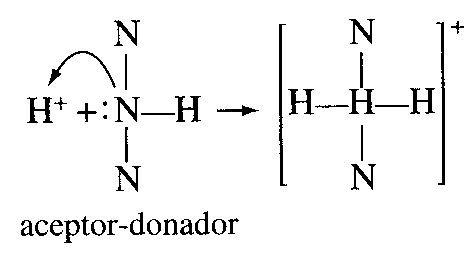 N N +
H+ + :N—H → H—H—H
N N
aceptor-donador